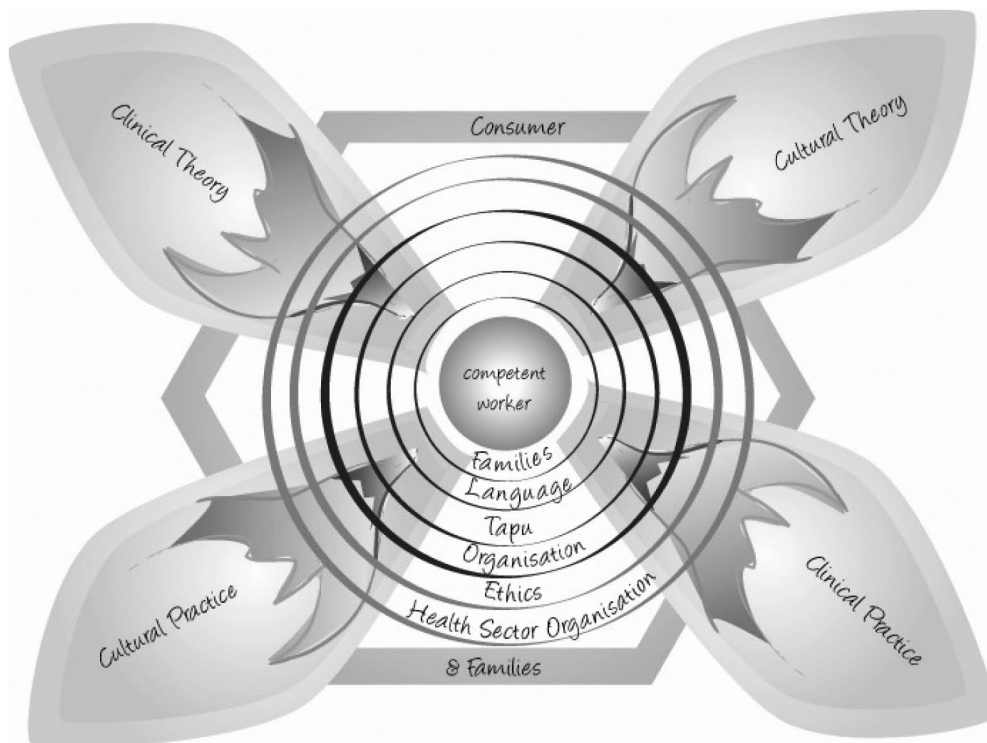 Clinical Theory
Cultural Theory
Consumer
competent
worker
Families
Language
Tapu
Organisation
Ethics
Health Sector Organisation
Cultural Practice
Clinical Practice
& Families